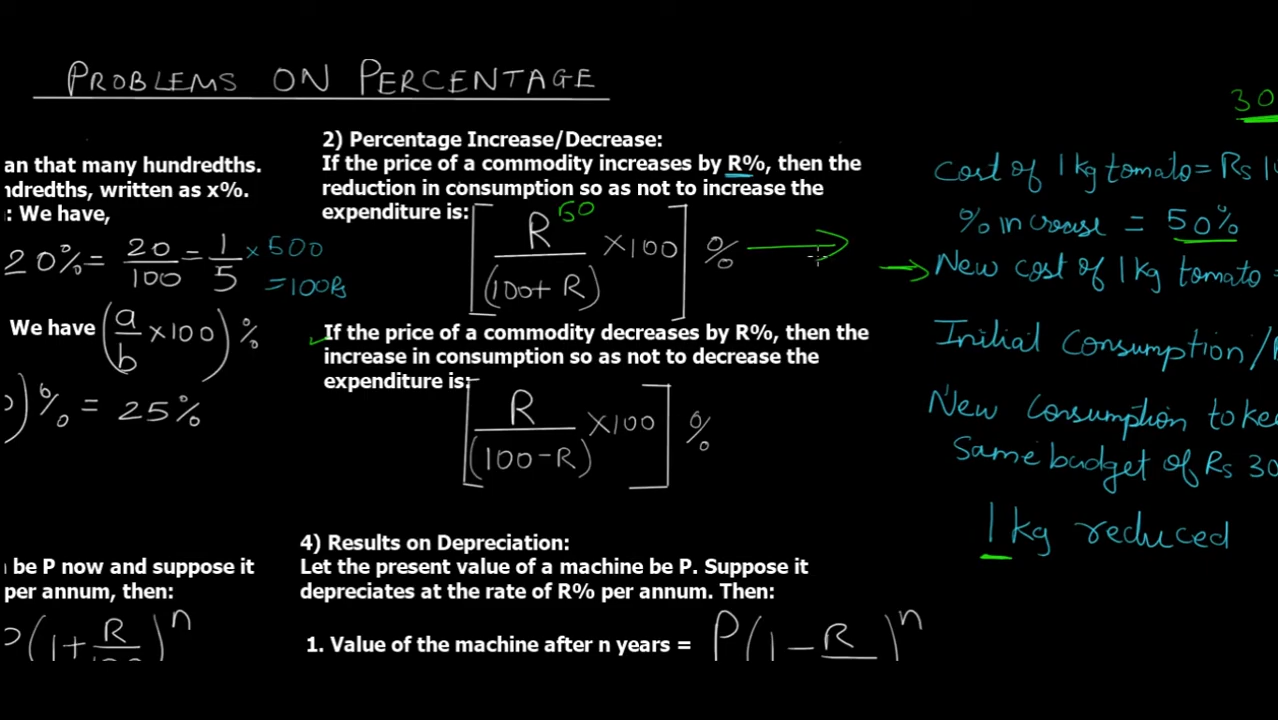 PROBLEMS ON PERCENTAGE
an that many hundredths.
ndredths, written as x%.
: We have,
20% = 20/100 = 1/5 × 500
= 100Rs
We have (a/b × 100) %
)% = 25%
2) Percentage Increase/Decrease:
If the price of a commodity increases by R%, then the
reduction in consumption so as not to increase the
expenditure is:
[R/(100+R) × 100] %
50
If the price of a commodity decreases by R%, then the
increase in consumption so as not to decrease the
expenditure is:
[R/(100-R) × 100] %
30
Cost of 1 kg tomato = Rs 1
% increase = 50%
New cost of 1 kg tomato =
Initial Consumption /
New Consumption to kee
Same budget of Rs 30
1 kg reduced
be P now and suppose it
per annum, then:
P(1 + R/100)^n
4) Results on Depreciation:
Let the present value of a machine be P. Suppose it
depreciates at the rate of R% per annum. Then:
1. Value of the machine after n years = P(1 - R/ )^n